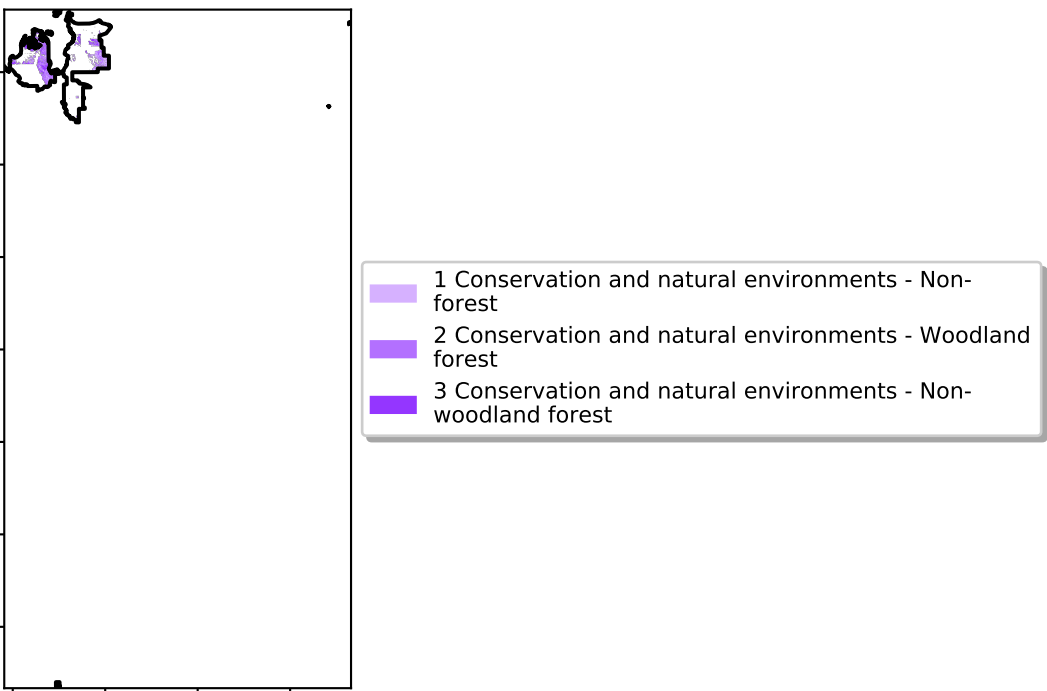 1 Conservation and natural environments - Non-
forest
2 Conservation and natural environments - Woodland
forest
3 Conservation and natural environments - Non-
woodland forest